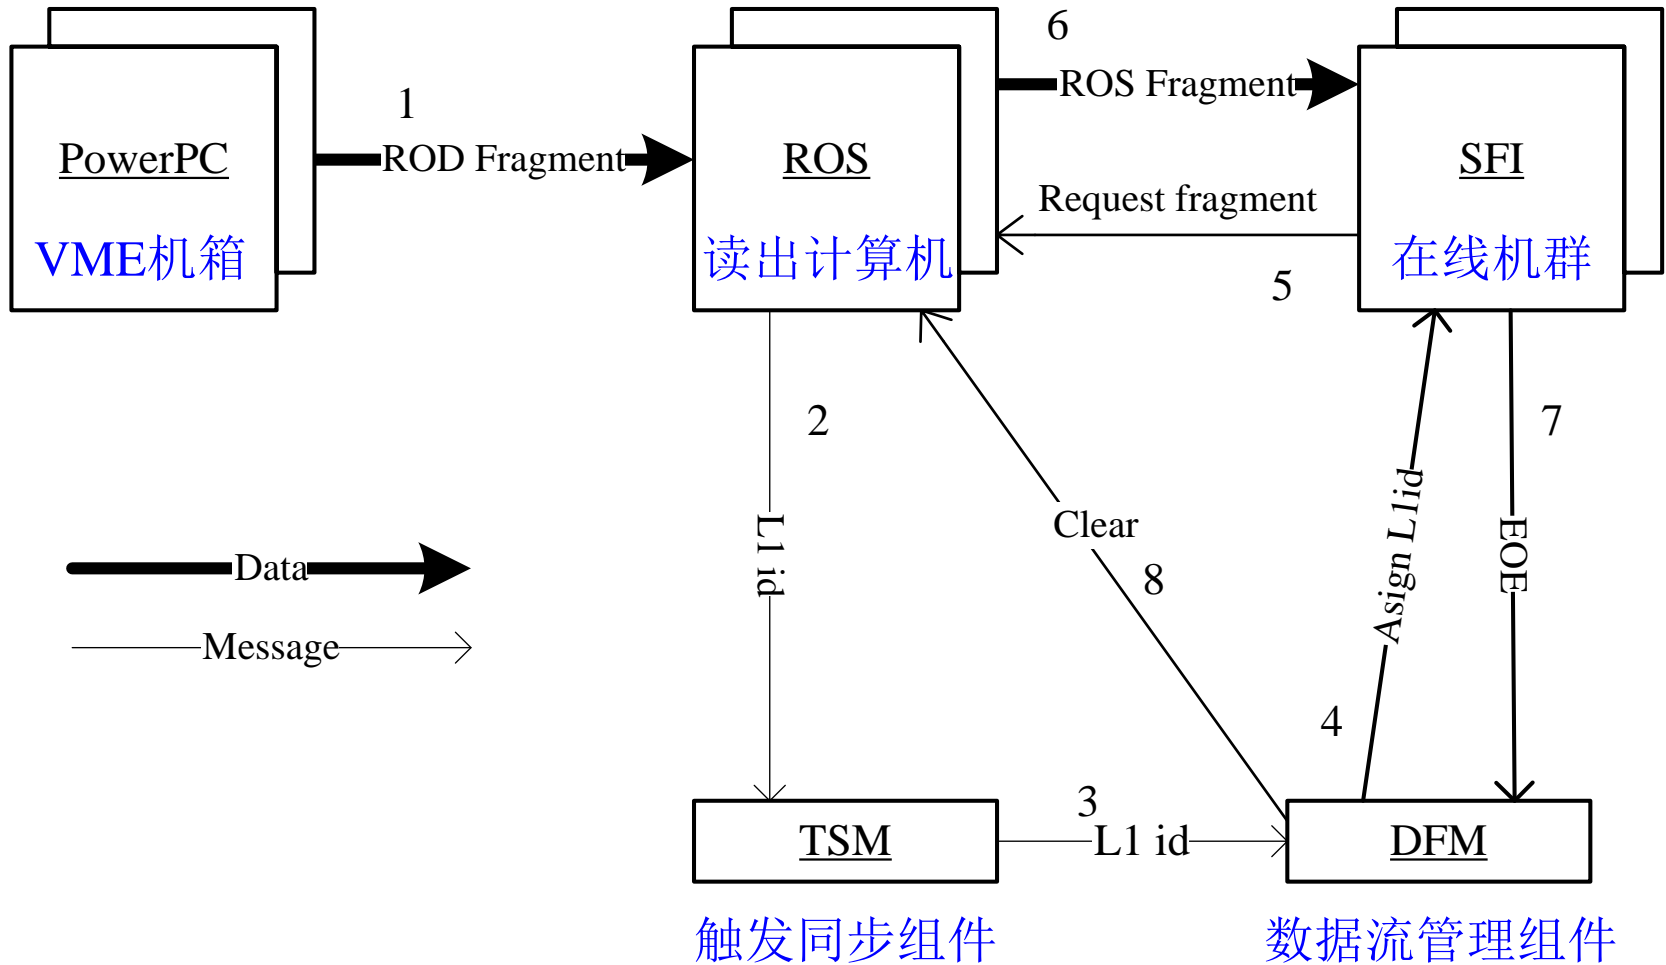 6
1
ROS Fragment
PowerPC
ROD Fragment
ROS
SFI
Request fragment
VME机箱
读出计算机
在线机群
5
2
7
Clear
L1 id
Asign L1id
EOE
Data
8
Message
4
3
TSM
L1 id
DFM
触发同步组件
数据流管理组件